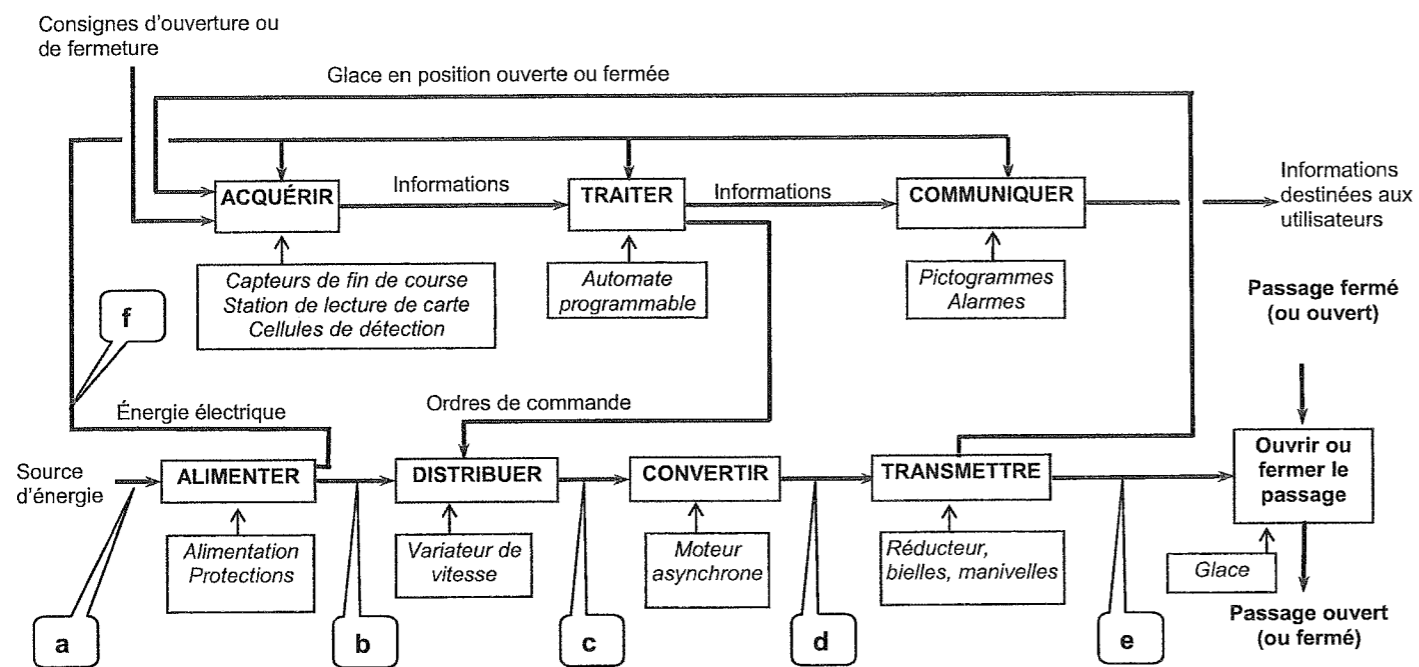 Consignes d'ouverture ou
de fermeture
Glace en position ouverte ou fermée
ACQUÉRIR
Informations
TRAITER
Informations
COMMUNIQUER
Informations
destinées aux
utilisateurs
Capteurs de fin de course
Station de lecture de carte
Cellules de détection
Automate
programmable
Pictogrammes
Alarmes
Passage fermé
(ou ouvert)
f
Énergie électrique
Ordres de commande
Source
d'énergie
ALIMENTER
DISTRIBUER
CONVERTIR
TRANSMETTRE
Ouvrir ou
fermer le
passage
Alimentation
Protections
Variateur de
vitesse
Moteur
asynchrone
Réducteur,
bielles, manivelles
Glace
Passage ouvert
(ou fermé)
a
b
c
d
e